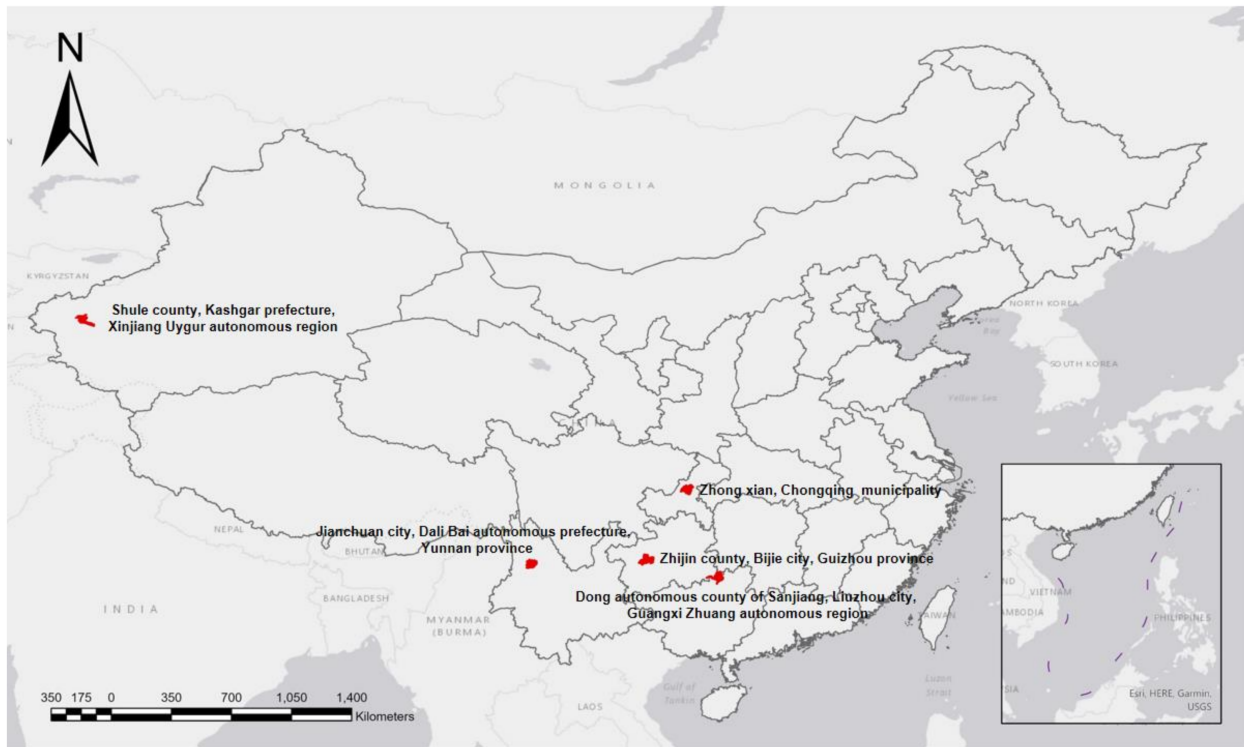 N
MONGOLIA
KYRGYZSTAN
NORTH KOREA
Shule county, Kashgar prefecture,
Xinjiang Uygur autonomous region
SOUTH KOREA
Yellow Sea
CHINA
Zhong xian, Chongqing municipality
Jianchuan city, Dali Bai autonomous prefecture,
Yunnan province
NEPAL
BHUTAN
Zhijin county, Bijie city, Guizhou province
BANGLADESH
Dong autonomous county of Sanjiang, Liuzhou city,
Guangxi Zhuang autonomous region
INDIA
MYANMAR
(BURMA)
TAIWAN
VIETNAM
AMBODIA
PHILIPPINES
Luzon
Strait
Gulf of
Tonkin
LAOS
350 175 0 350 700 1,050 1,400
Kilometers
SIA
Esri, HERE, Garmin,
USGS